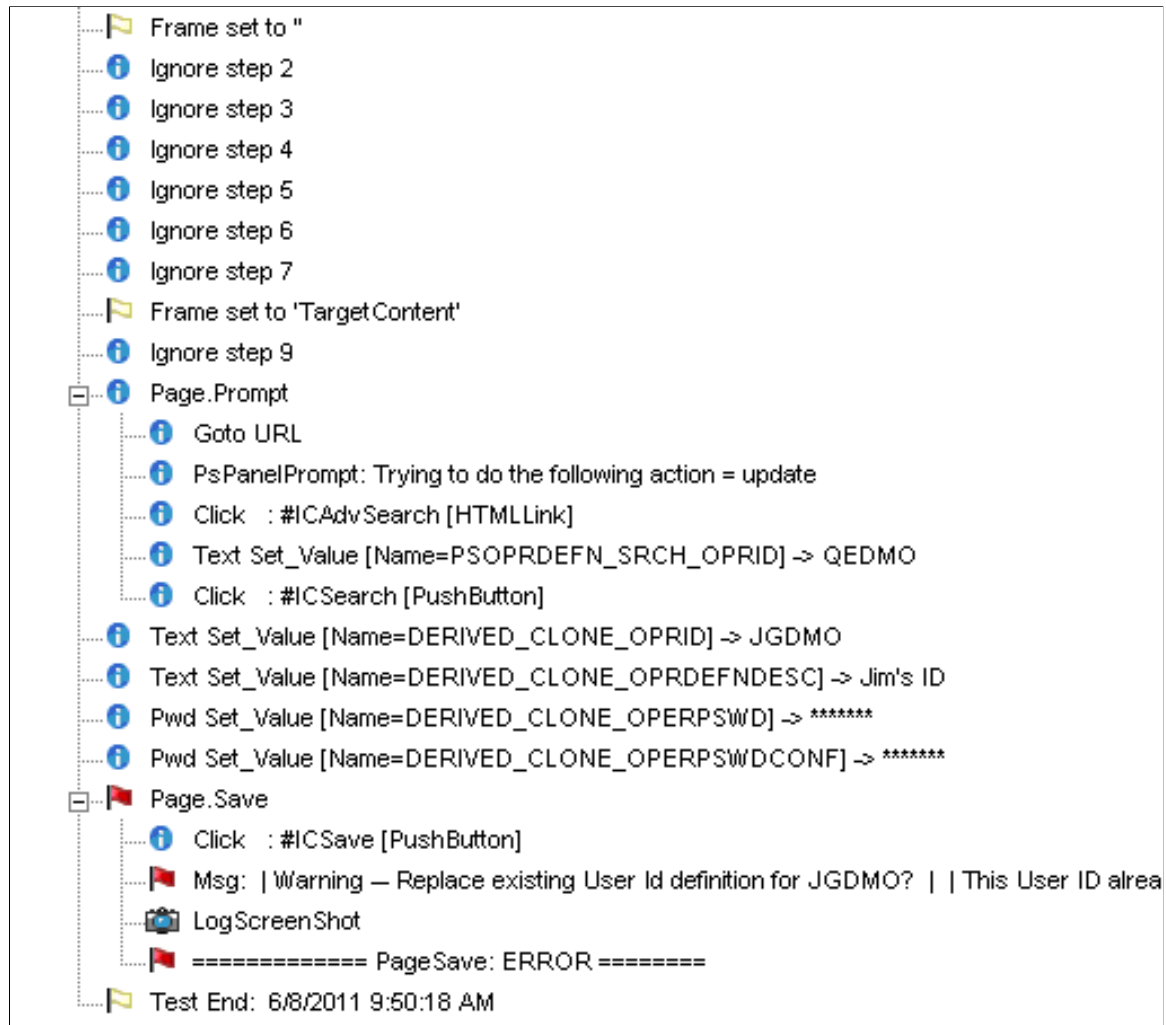 Frame set to ''
Ignore step 2
Ignore step 3
Ignore step 4
Ignore step 5
Ignore step 6
Ignore step 7
Frame set to 'TargetContent'
Ignore step 9
Page.Prompt
Goto URL
PsPanelPrompt: Trying to do the following action = update
Click : #ICAdvSearch [HTMLLink]
Text Set_Value [Name=PSOPRDEFN_SRCH_OPRID] -> QEDMO
Click : #ICSearch [PushButton]
Text Set_Value [Name=DERIVED_CLONE_OPRID] -> JGDMO
Text Set_Value [Name=DERIVED_CLONE_OPRDEFNDESC] -> Jim's ID
Pwd Set_Value [Name=DERIVED_CLONE_OPERPSWD] -> *******
Pwd Set_Value [Name=DERIVED_CLONE_OPERPSWDCONF] -> *******
Page.Save
Click : #ICSave [PushButton]
Msg: | Warning -- Replace existing User Id definition for JGDMO? | | This User ID alrea
LogScreenShot
============= PageSave: ERROR ========
Test End: 6/8/2011 9:50:18 AM